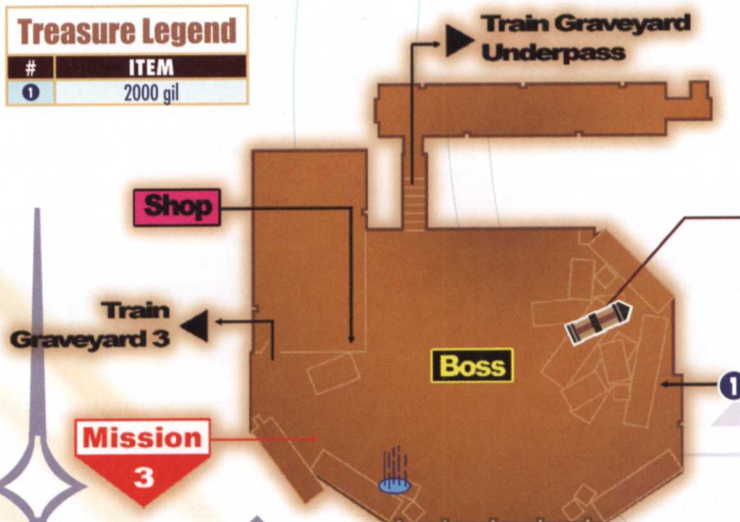 Treasure Legend
# ITEM
1 2000 gil
Train Graveyard
Underpass
Shop
Train
Graveyard 3
Boss
1
Mission
3